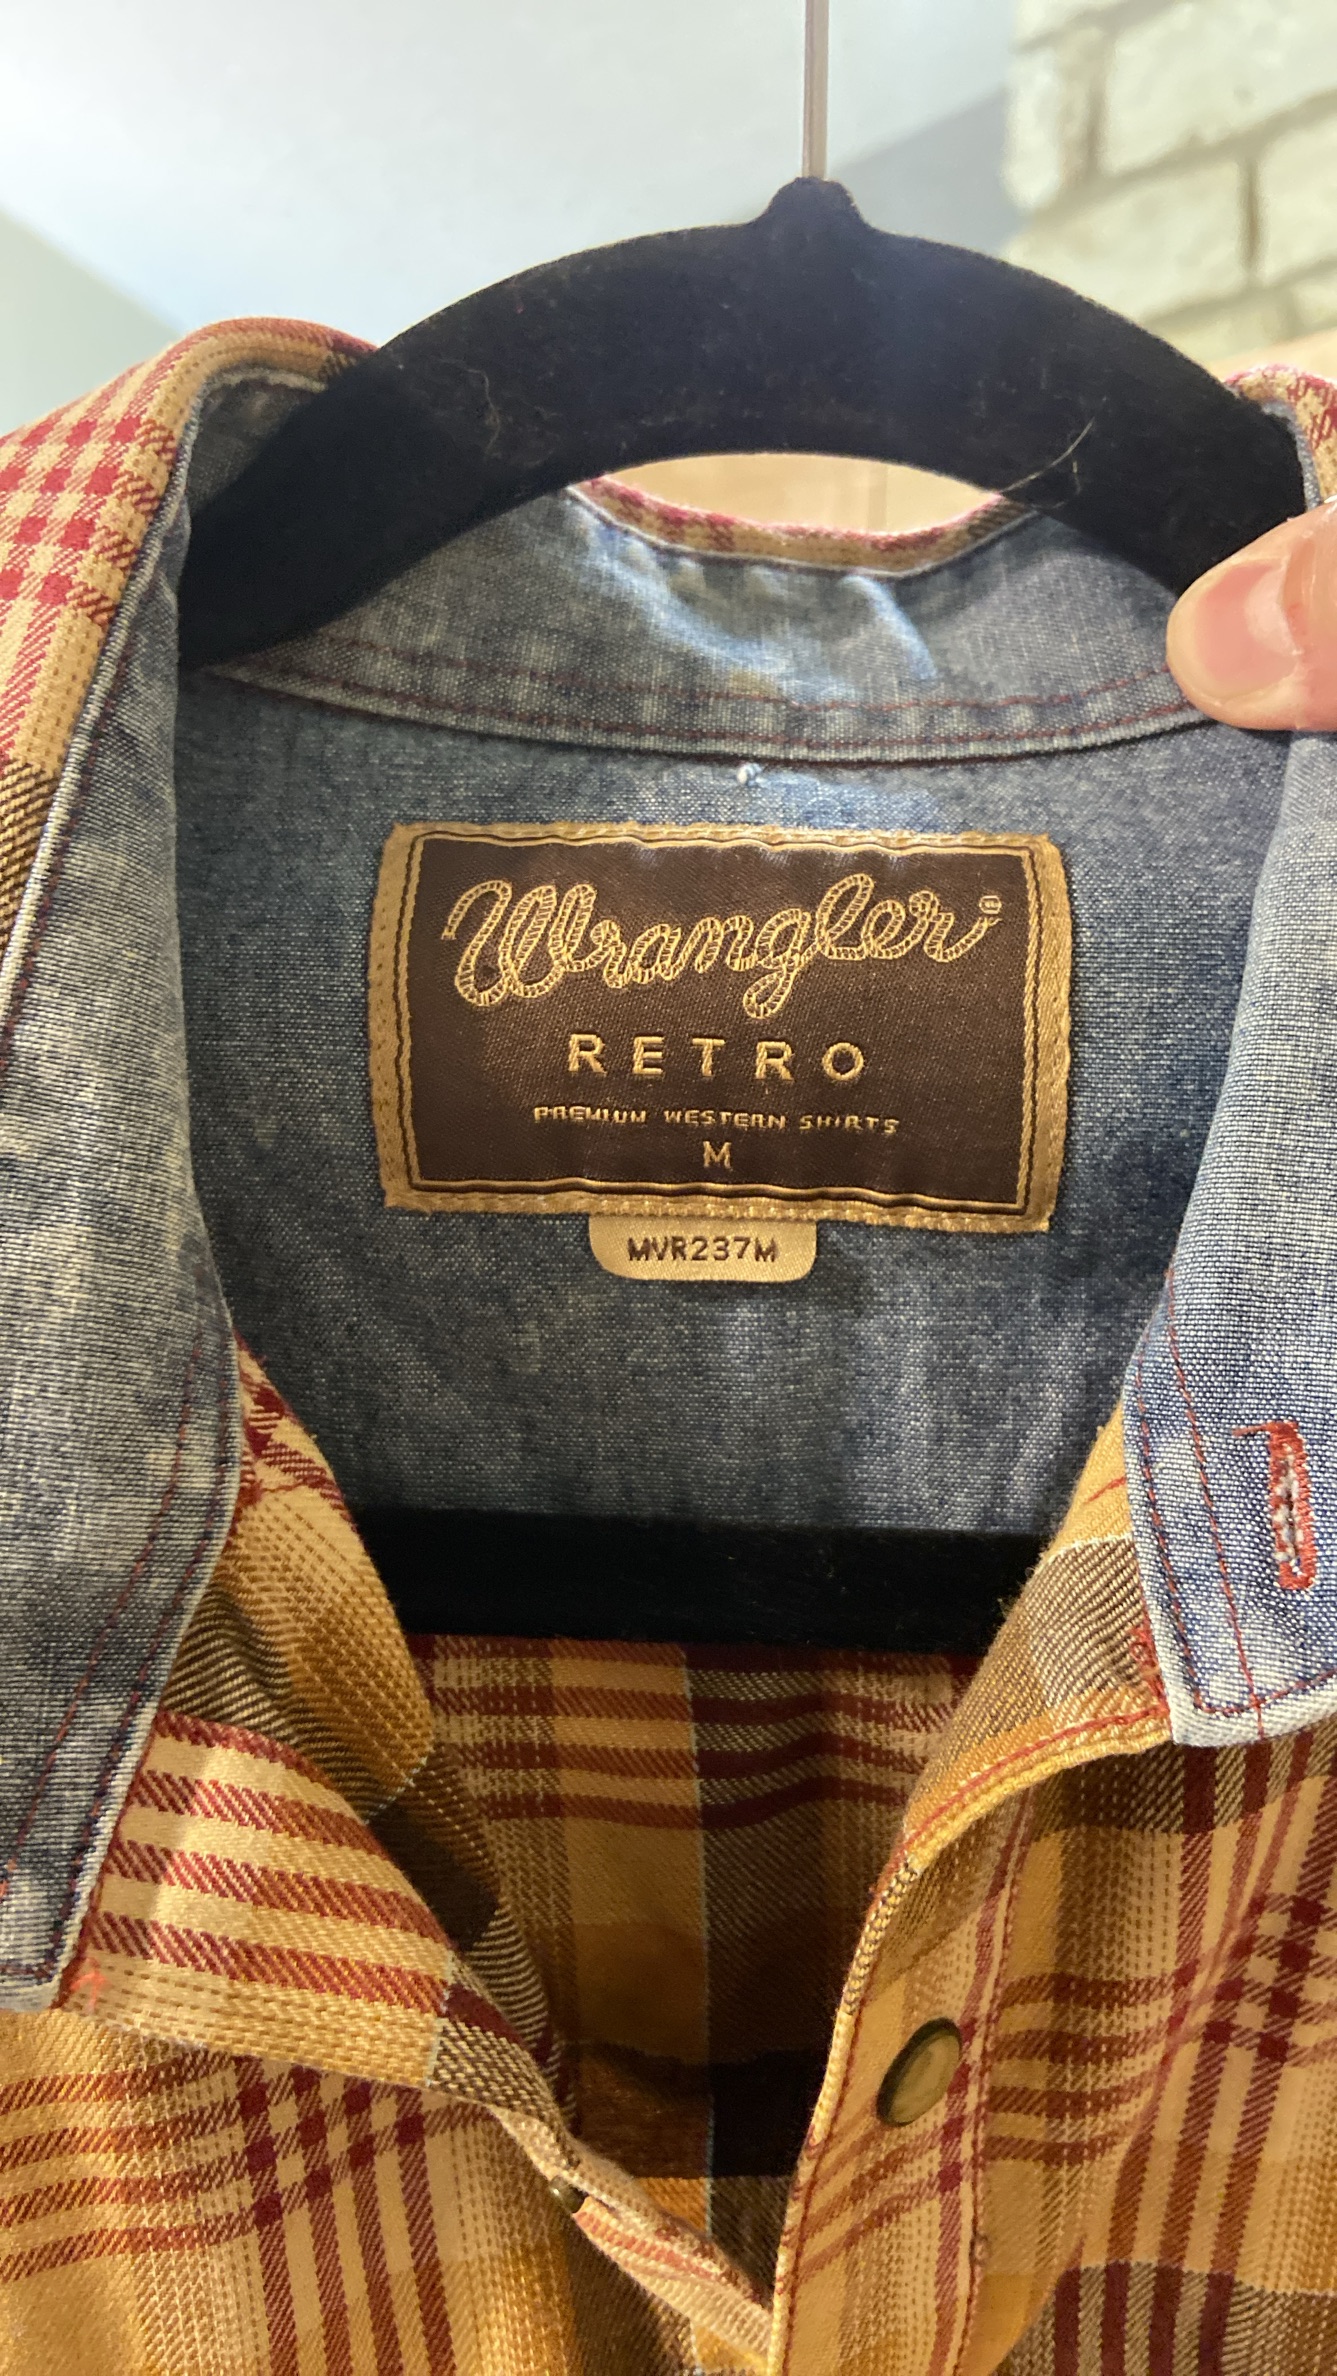 Wrangler®
RETRO
PREMIUM WESTERN SHIRTS
M
MVR237M